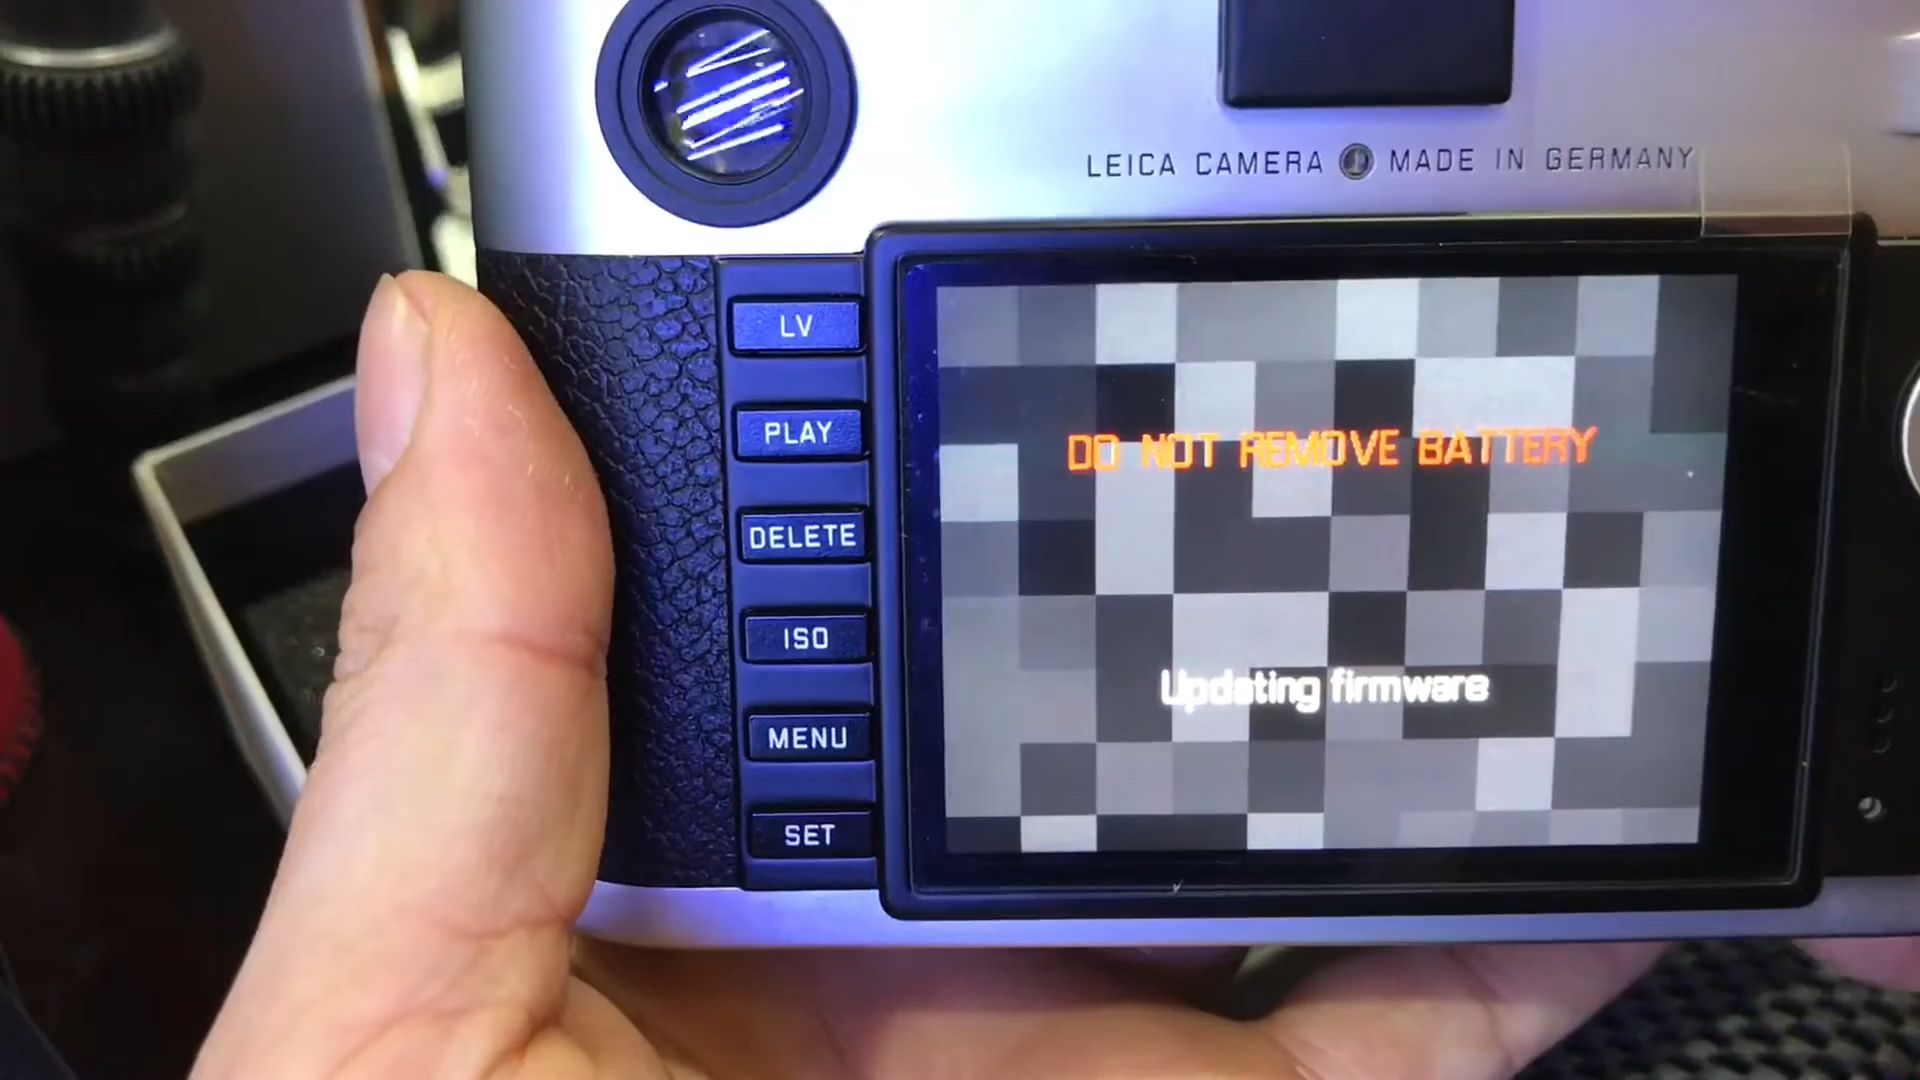 LEICA CAMERA MADE IN GERMANY
LV
PLAY
DELETE
ISO
MENU
SET
DO NOT REMOVE BATTERY
Updating firmware